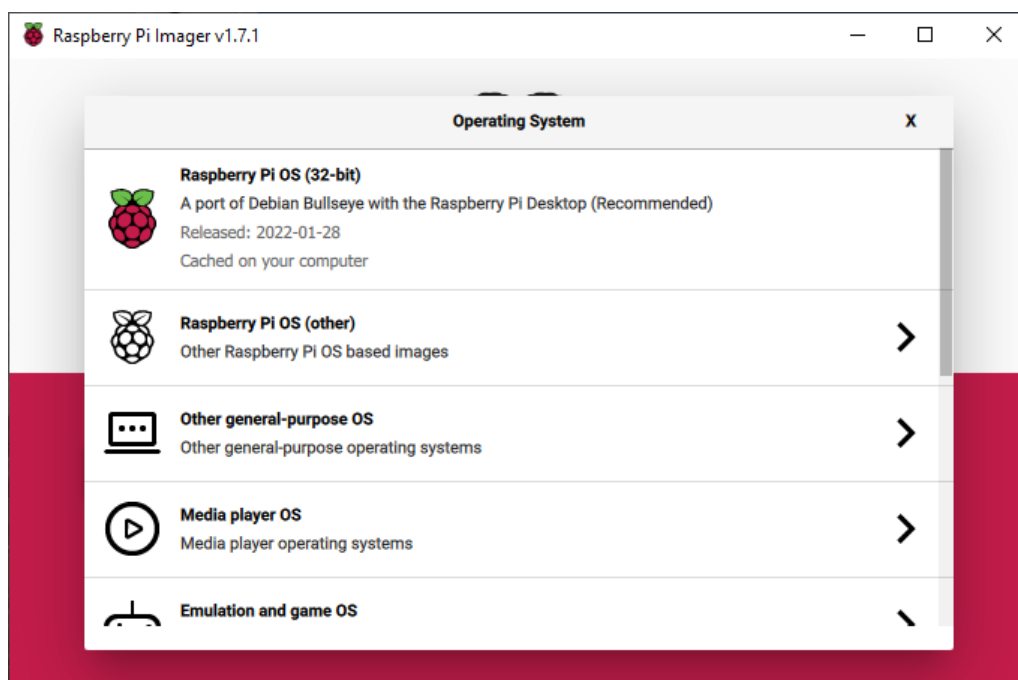 Raspberry Pi Imager v1.7.1
Operating System
X
Raspberry Pi OS (32-bit)
A port of Debian Bullseye with the Raspberry Pi Desktop (Recommended)
Released: 2022-01-28
Cached on your computer
Raspberry Pi OS (other)
Other Raspberry Pi OS based images
Other general-purpose OS
Other general-purpose operating systems
Media player OS
Media player operating systems
Emulation and game OS